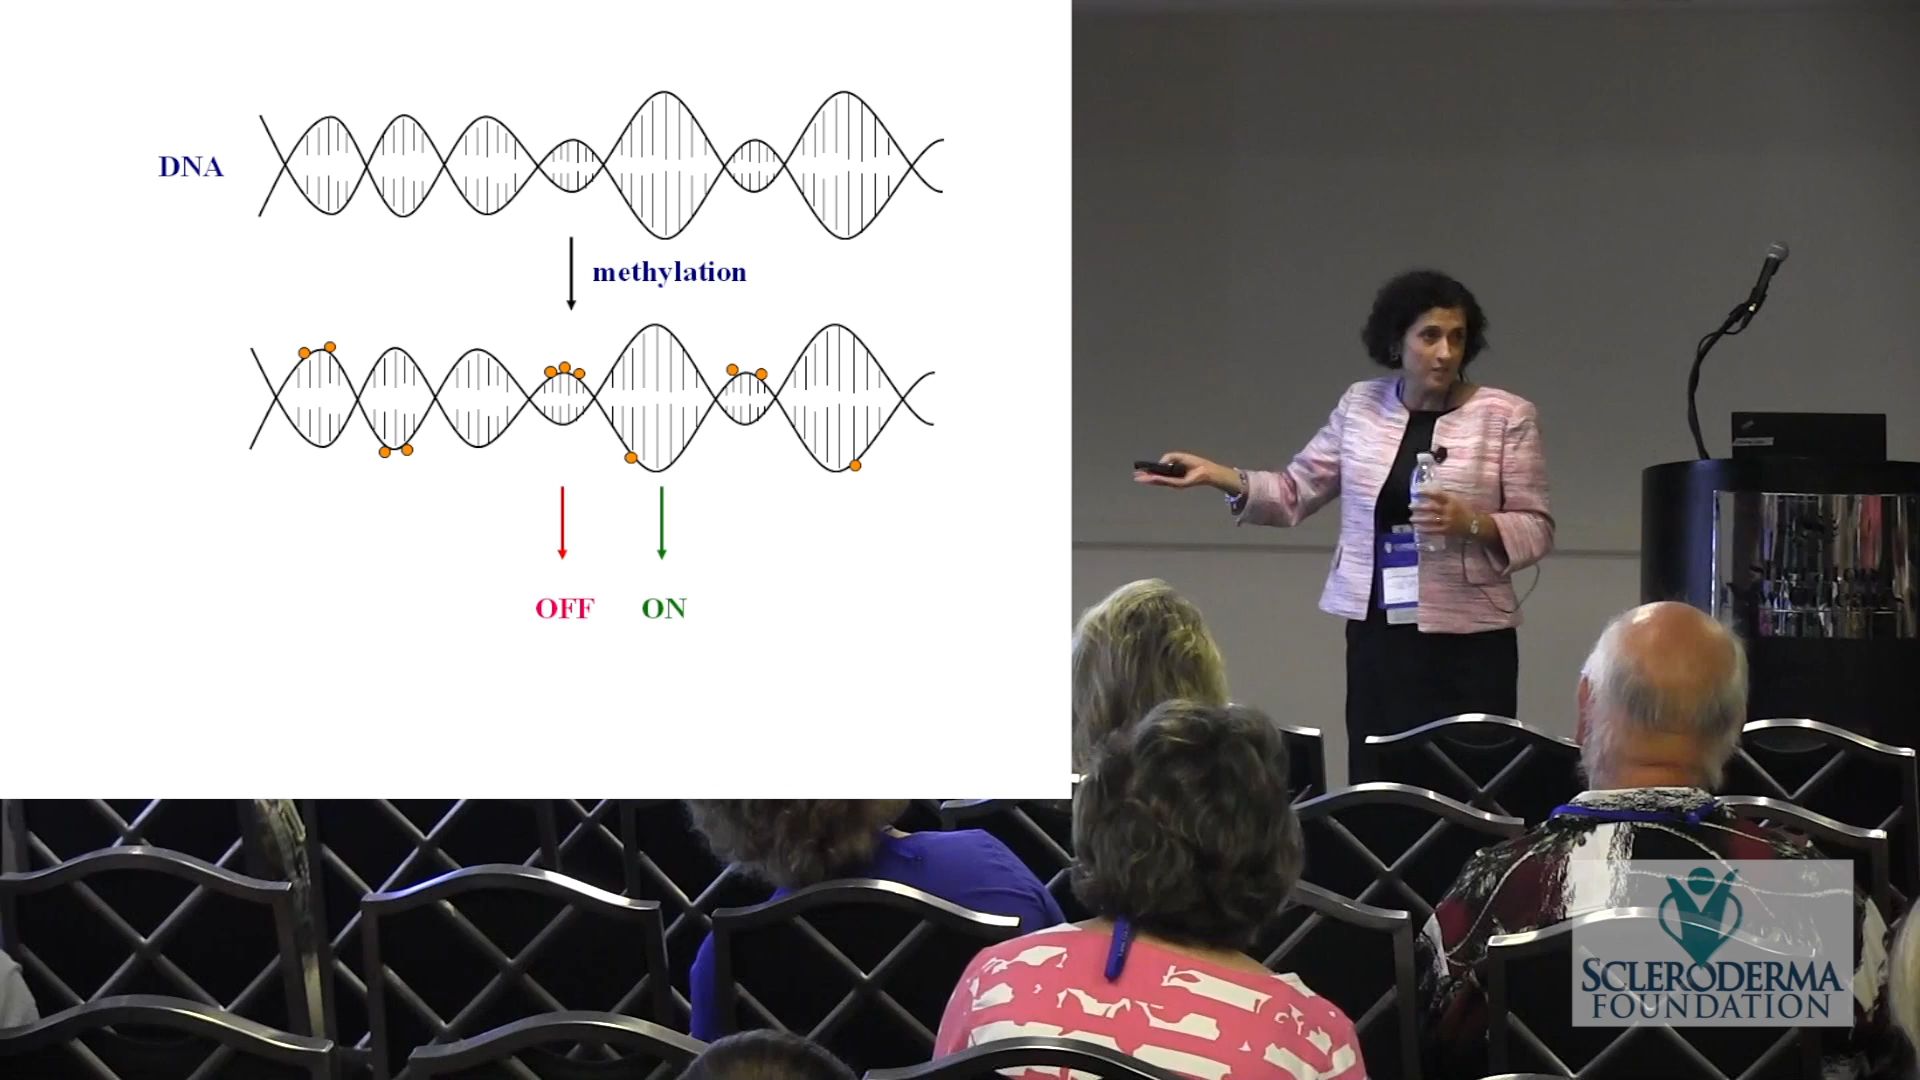 DNA
methylation
OFF
ON
SCLERODERMA
FOUNDATION